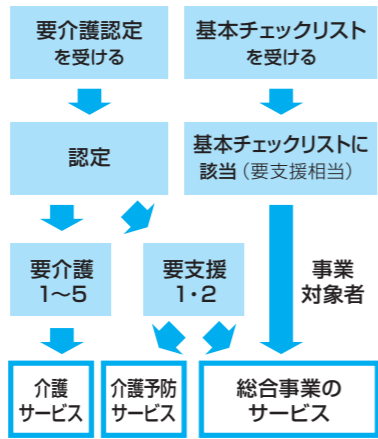 要介護認定
を受ける
基本チェックリスト
を受ける
認定
基本チェックリストに
該当（要支援相当）
要介護
1～5
要支援
1・2
事業
対象者
介護
サービス
介護予防
サービス
総合事業の
サービス